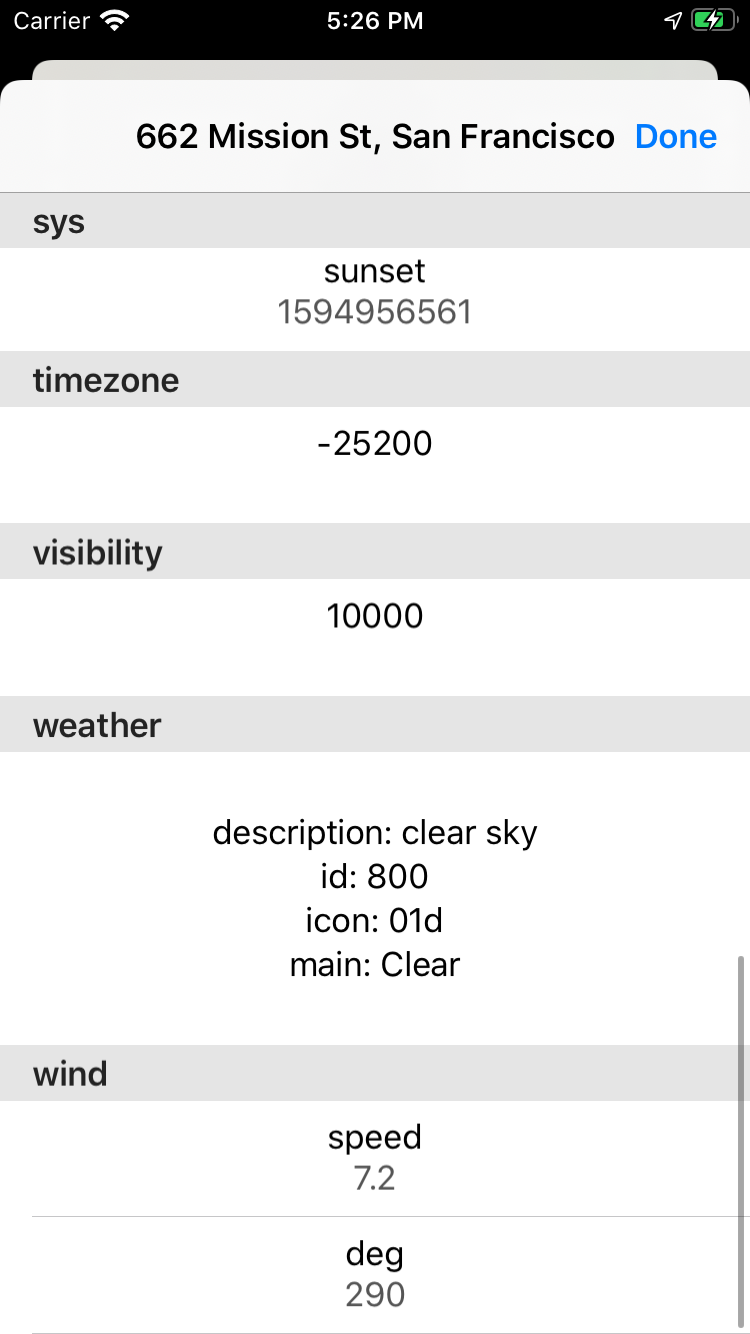 Carrier 5:26 PM
662 Mission St, San Francisco Done
sys
sunset
1594956561
timezone
-25200
visibility
10000
weather
description: clear sky
id: 800
icon: 01d
main: Clear
wind
speed
7.2
deg
290